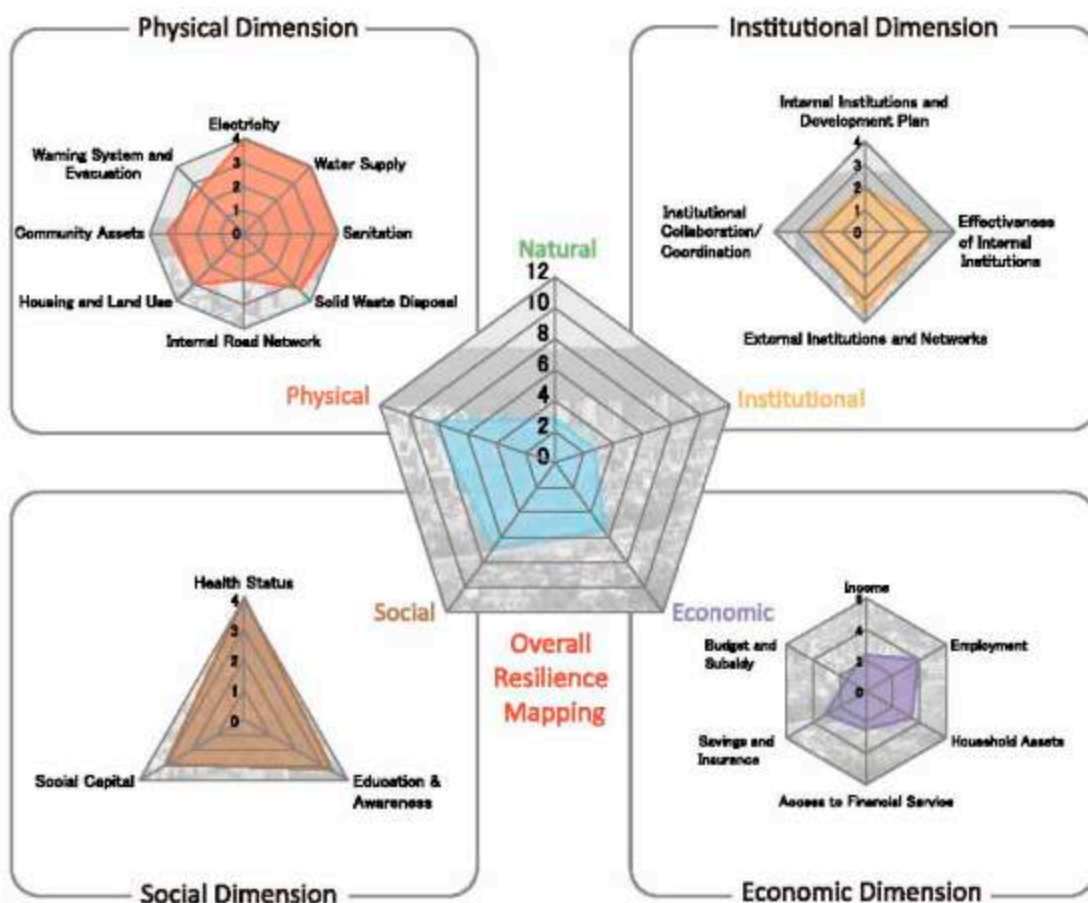 Physical Dimension
Electricity
4
3
2
1
0
Water Supply
Sanitation
Solid Waste Disposal
Internal Road Network
Housing and Land Use
Community Assets
Warning System and
Evacuation
Institutional Dimension
Internal Institutions and
Development Plan
4
3
2
1
0
Effectiveness
of Internal
Institutions
External Institutions and Networks
Institutional
Collaboration/
Coordination
Natural
12
10
8
6
4
2
0
Physical
Institutional
Social
Economic
Overall
Resilience
Mapping
Health Status
4
3
2
1
0
Social Capital
Education &
Awareness
Social Dimension
Income
4
2
0
Budget and
Subsidy
Employment
Savings and
Insurance
Household Assets
Access to Financial Service
Economic Dimension